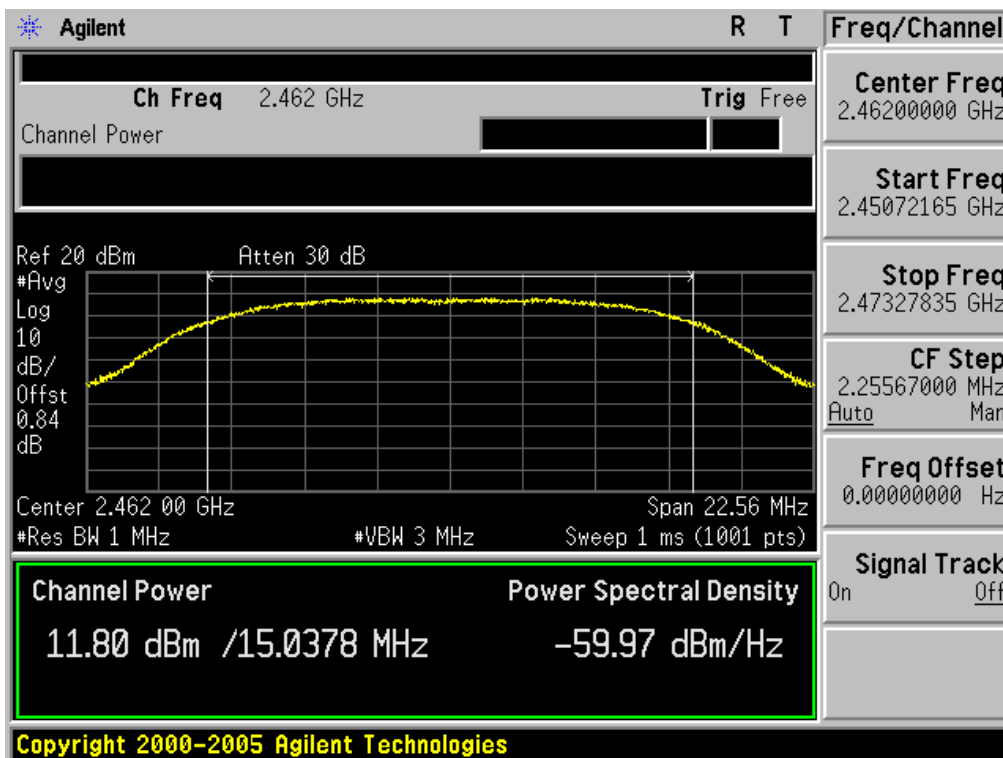 Agilent R T
Ch Freq 2.462 GHz Trig Free
Channel Power
Ref 20 dBm Atten 30 dB
#Avg
Log
10
dB/
Offst
0.84
dB
Center 2.462 00 GHz Span 22.56 MHz
#Res BW 1 MHz #VBW 3 MHz Sweep 1 ms (1001 pts)
Channel Power Power Spectral Density
11.80 dBm /15.0378 MHz -59.97 dBm/Hz
Copyright 2000-2005 Agilent Technologies
Freq/Channel
Center Freq
2.46200000 GHz
Start Freq
2.45072165 GHz
Stop Freq
2.47327835 GHz
CF Step
2.25567000 MHz
Auto Man
Freq Offset
0.00000000 Hz
Signal Track
On Off